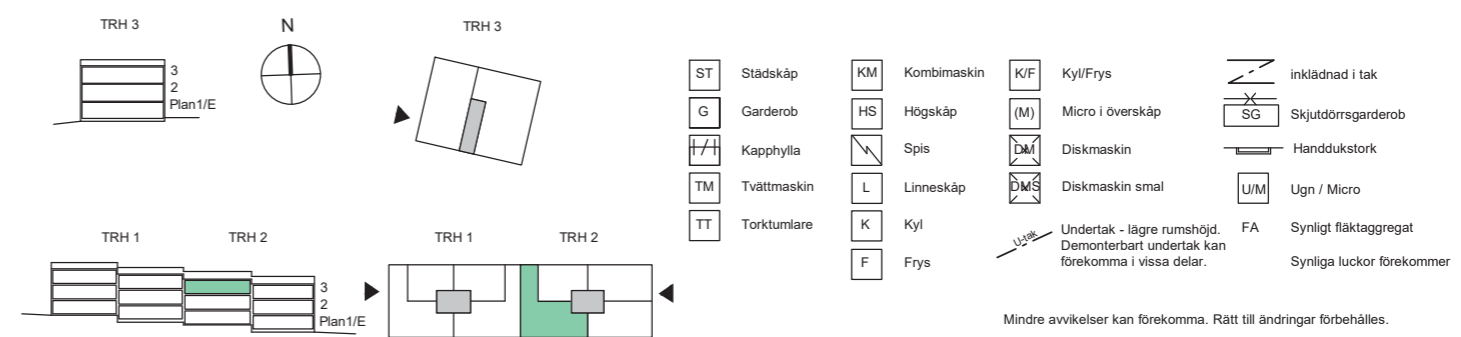 TRH 3
N
TRH 3
3
2
Plan1/E
TRH 1
TRH 2
3
2
Plan1/E
TRH 1
TRH 2
ST Städskåp
G Garderob
Kapphylla
TM Tvättmaskin
TT Torktumlare
KM Kombimaskin
HS Högskåp
Spis
L Linneskåp
K Kyl
F Frys
K/F Kyl/Frys
(M) Micro i överskåp
DM Diskmaskin
DMS Diskmaskin smal
U-tak
Undertak - lägre rumshöjd.
Demonterbart undertak kan
förekomma i vissa delar.
inklädnad i tak
SG Skjutdörrsgarderob
Handdukstork
U/M Ugn / Micro
FA Synligt fläktaggregat
Synliga luckor förekommer
Mindre avvikelser kan förekomma. Rätt till ändringar förbehålles.